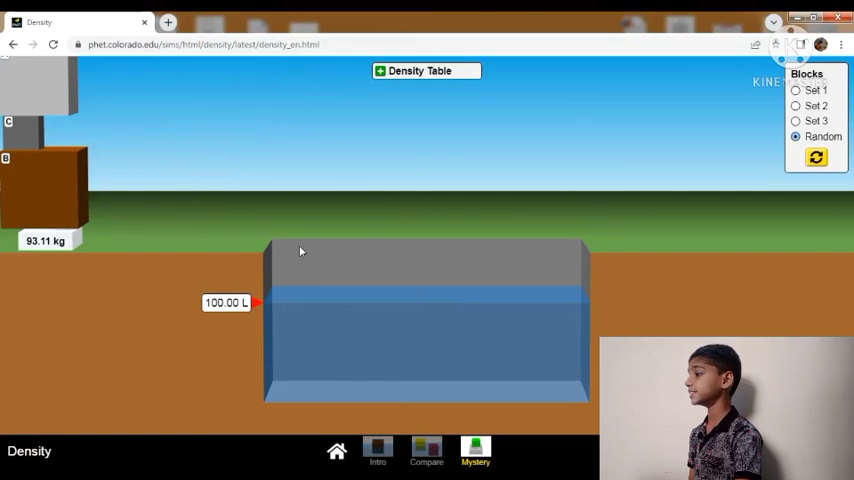 Density
phet.colorado.edu/sims/html/density/latest/density_en.html
Density Table
Blocks
KINEMASTER
Set 1
Set 2
Set 3
Random
C
B
93.11 kg
100.00 L
Density
Intro
Compare
Mystery